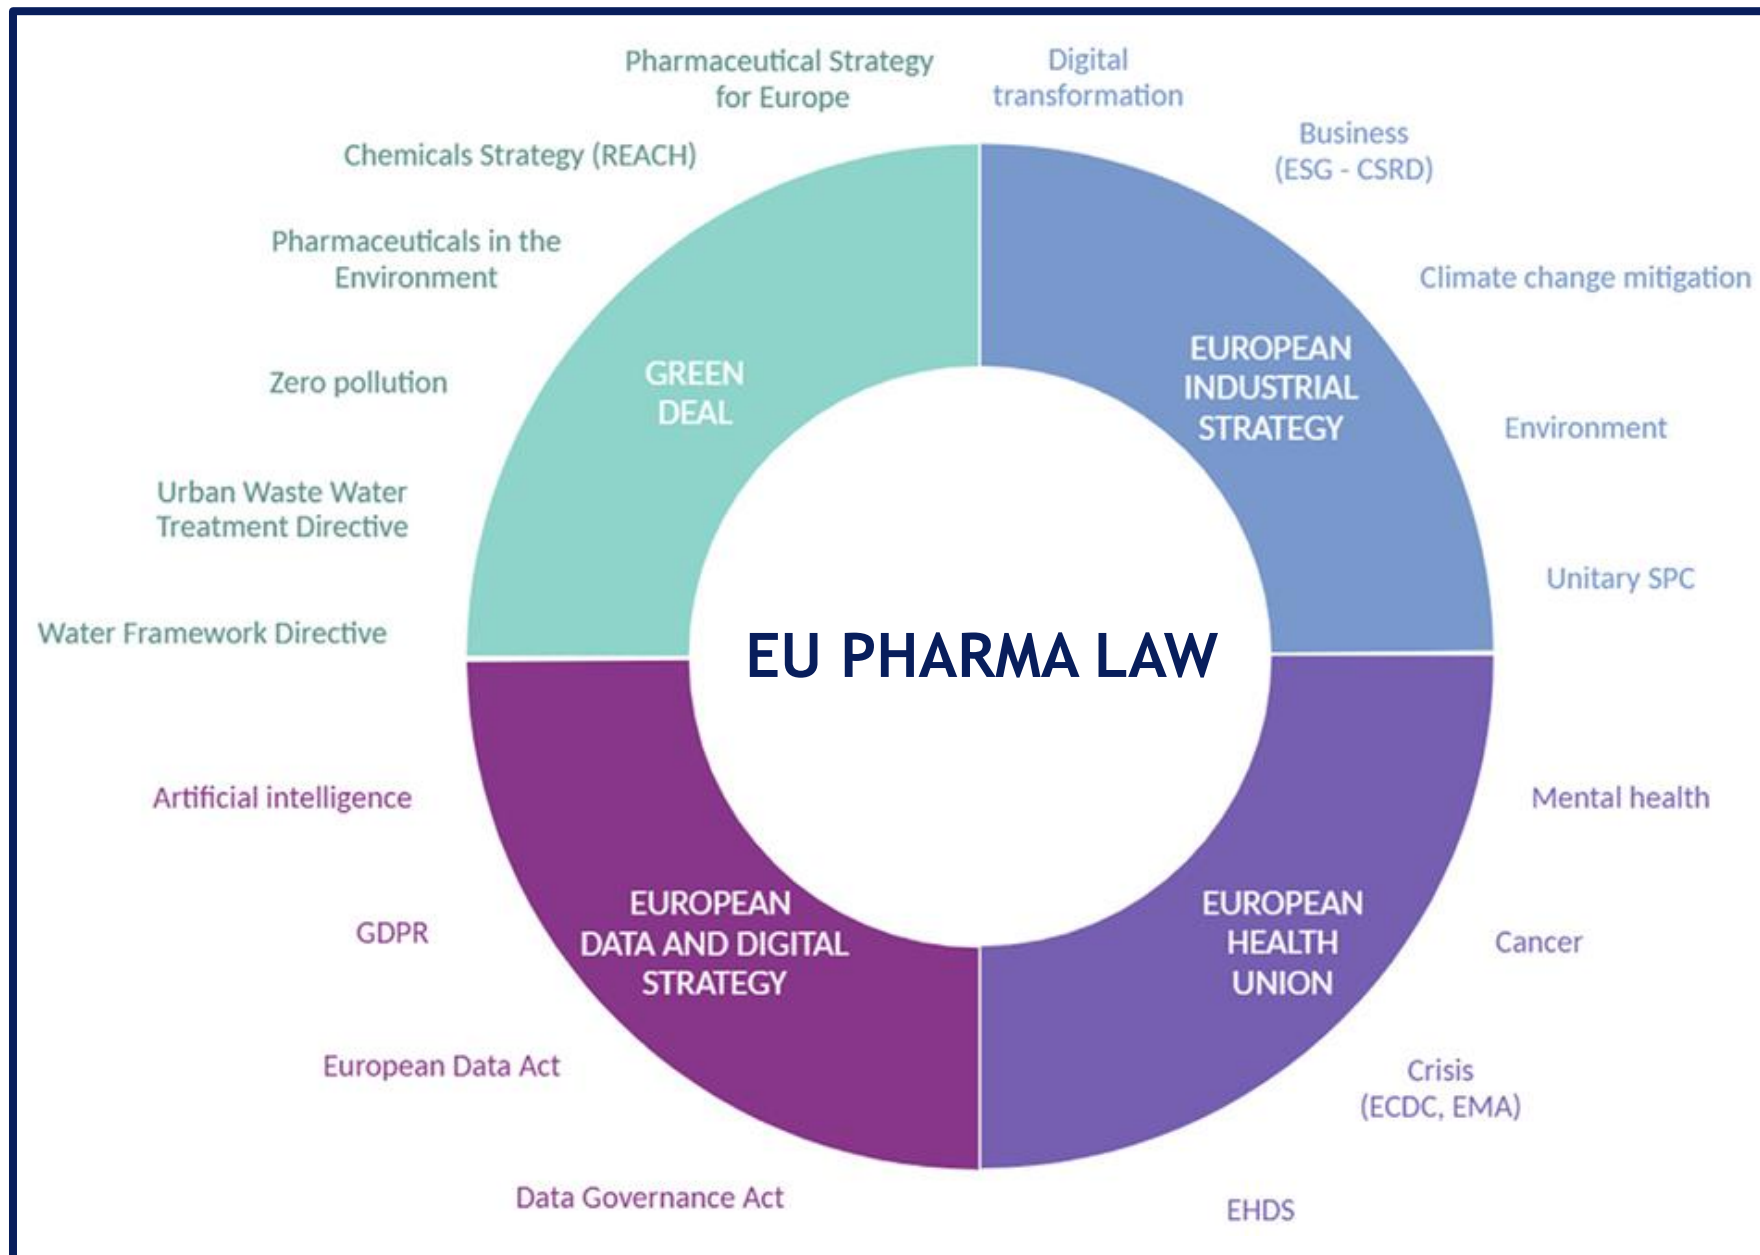 Pharmaceutical Strategy
for Europe
Chemicals Strategy (REACH)
Pharmaceuticals in the
Environment
Zero pollution
Urban Waste Water
Treatment Directive
Water Framework Directive
GREEN
DEAL
Digital
transformation
Business
(ESG - CSRD)
Climate change mitigation
Environment
Unitary SPC
EUROPEAN
INDUSTRIAL
STRATEGY
EU PHARMA LAW
Artificial intelligence
GDPR
European Data Act
Data Governance Act
EUROPEAN
DATA AND DIGITAL
STRATEGY
EUROPEAN
HEALTH
UNION
Mental health
Cancer
Crisis
(ECDC, EMA)
EHDS